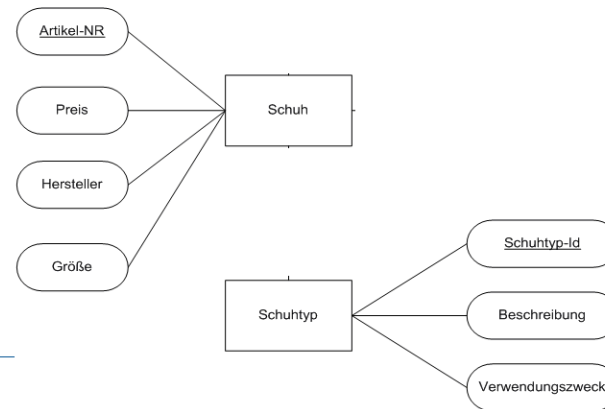 Artikel-NR
Preis
Schuh
Hersteller
Größe
Schuhtyp-Id
Schuhtyp
Beschreibung
Verwendungszweck